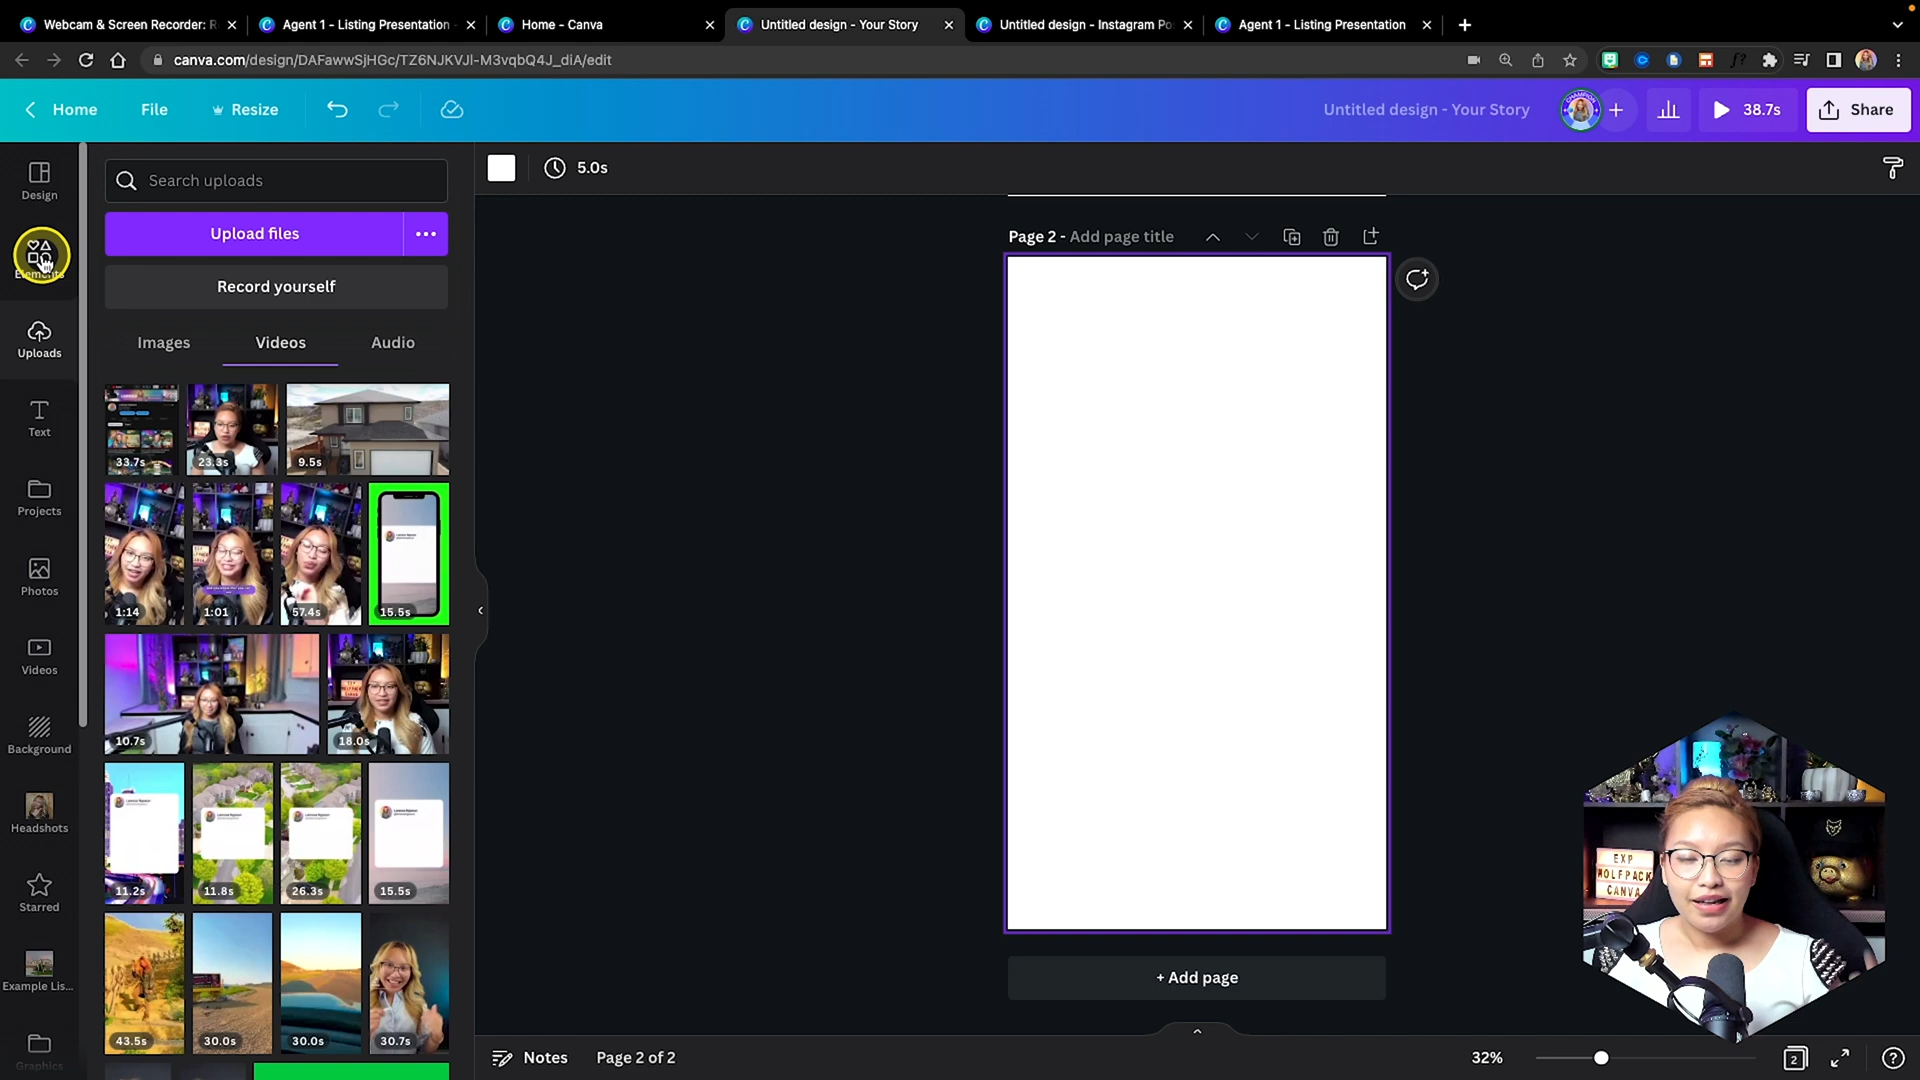 Webcam & Screen Recorder: R
Agent 1 - Listing Presentation -
Home - Canva
Untitled design - Your Story
Untitled design - Instagram Po
Agent 1 - Listing Presentation
canva.com/design/DAFawwSjHGc/TZ6NJKVJl-M3vqbQ4J_diA/edit
Home
File
Resize
Untitled design - Your Story
38.7s
Share
Design
Elements
Uploads
Text
Projects
Photos
Videos
Background
Headshots
Starred
Example Lis...
Graphics
Search uploads
Upload files
Record yourself
Images
Videos
Audio
33.7s
23.3s
9.5s
1:14
1:01
57.4s
15.5s
10.7s
18.0s
11.2s
11.8s
26.3s
15.5s
43.5s
30.0s
30.0s
30.7s
5.0s
Page 2 - Add page title
+ Add page
Notes
Page 2 of 2
32%
2
EXP
WOLFPACK
CANVA